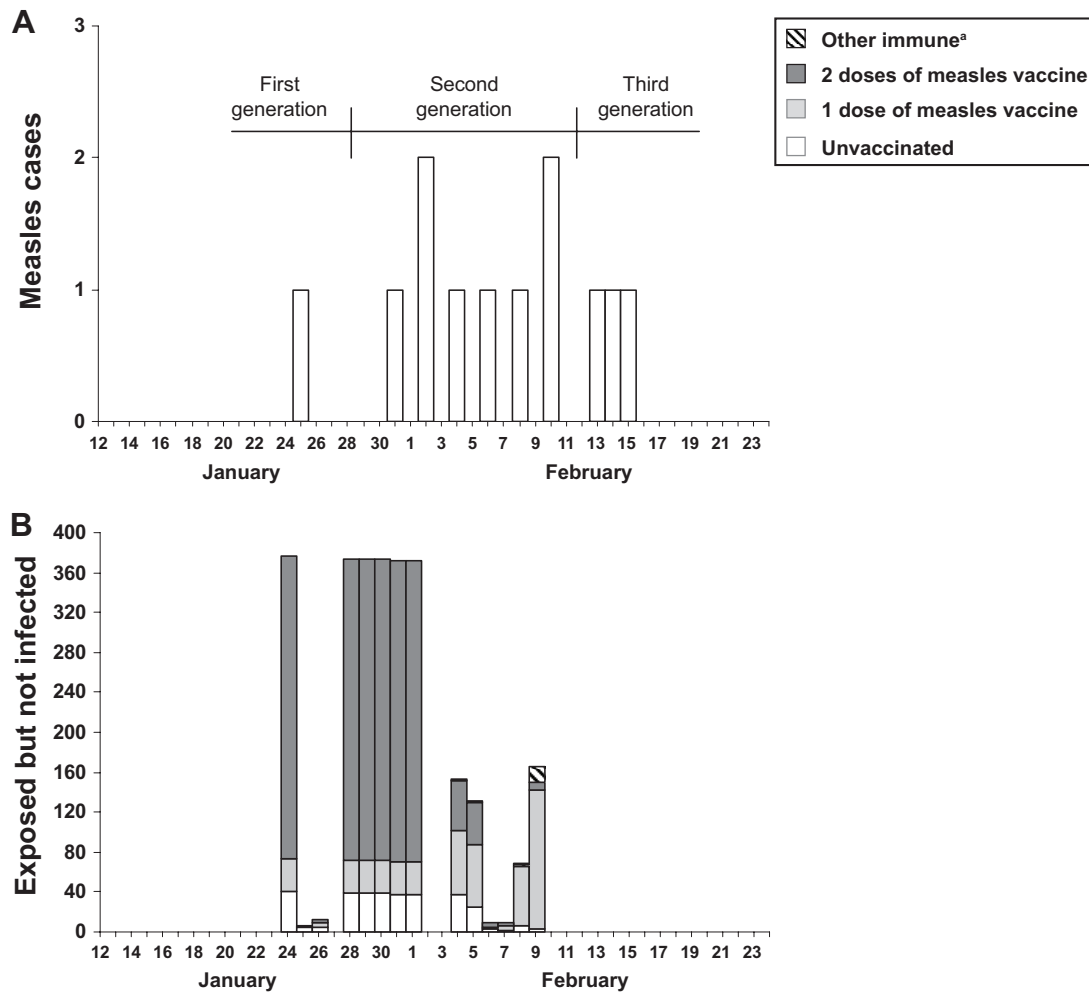 A
3
2
1
0
Measles cases
First generation
Second generation
Third generation
12 14 16 18 20 22 24 26 28 30 1 3 5 7 9 11 13 15 17 19 21 23
January February
Other immuneᵃ
2 doses of measles vaccine
1 dose of measles vaccine
Unvaccinated
B
400
360
320
280
240
200
160
120
80
40
0
Exposed but not infected
12 14 16 18 20 22 24 26 28 30 1 3 5 7 9 11 13 15 17 19 21 23
January February